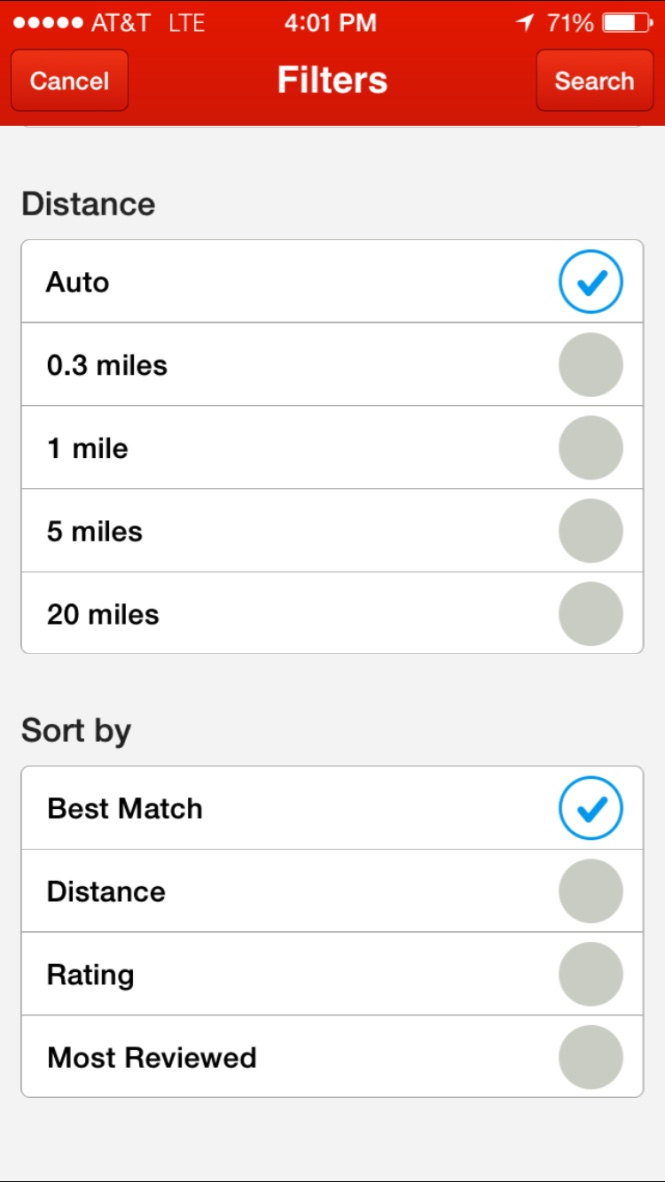 AT&T LTE 4:01 PM 71%
Cancel Filters Search
Distance
Auto
0.3 miles
1 mile
5 miles
20 miles
Sort by
Best Match
Distance
Rating
Most Reviewed